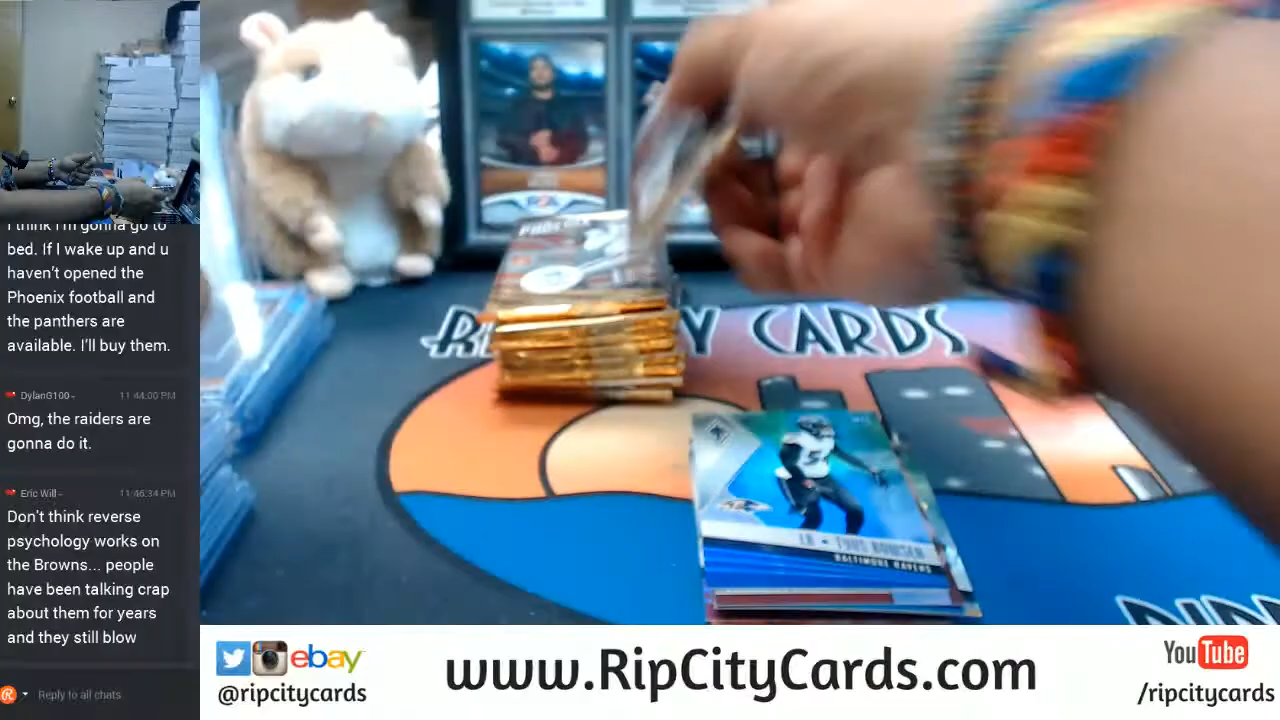 I think I'm gonna go to
bed. If I wake up and u
haven't opened the
Phoenix football and
the panthers are
available. I'll buy them.
DylanG100
11:44:00 PM
Omg, the raiders are
gonna do it.
Eric Will
11:46:34 PM
Don't think reverse
psychology works on
the Browns... people
have been talking crap
about them for years
and they still blow
Reply to all chats
Y CARDS
LB • TYUS BOWSER
BALTIMORE RAVENS
ebay
@ripcitycards
www.RipCityCards.com
YouTube
/ripcitycards